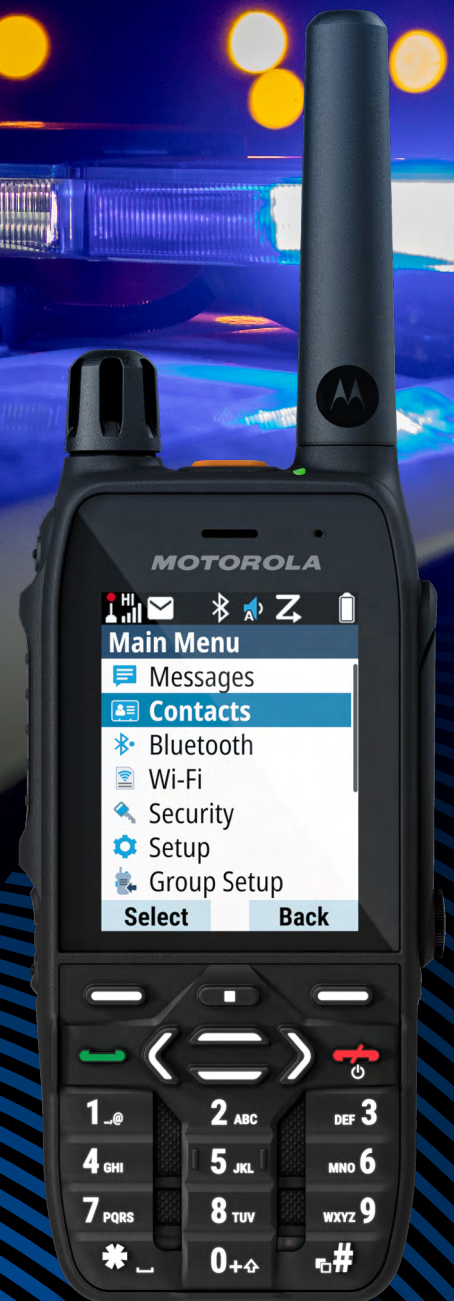 MOTOROLA
HI
A
Main Menu
Messages
Contacts
Bluetooth
Wi-Fi
Security
Setup
Group Setup
Select Back
1 .,@ 2 ABC DEF 3
4 GHI 5 JKL MNO 6
7 PQRS 8 TUV WXYZ 9
* 0+ #